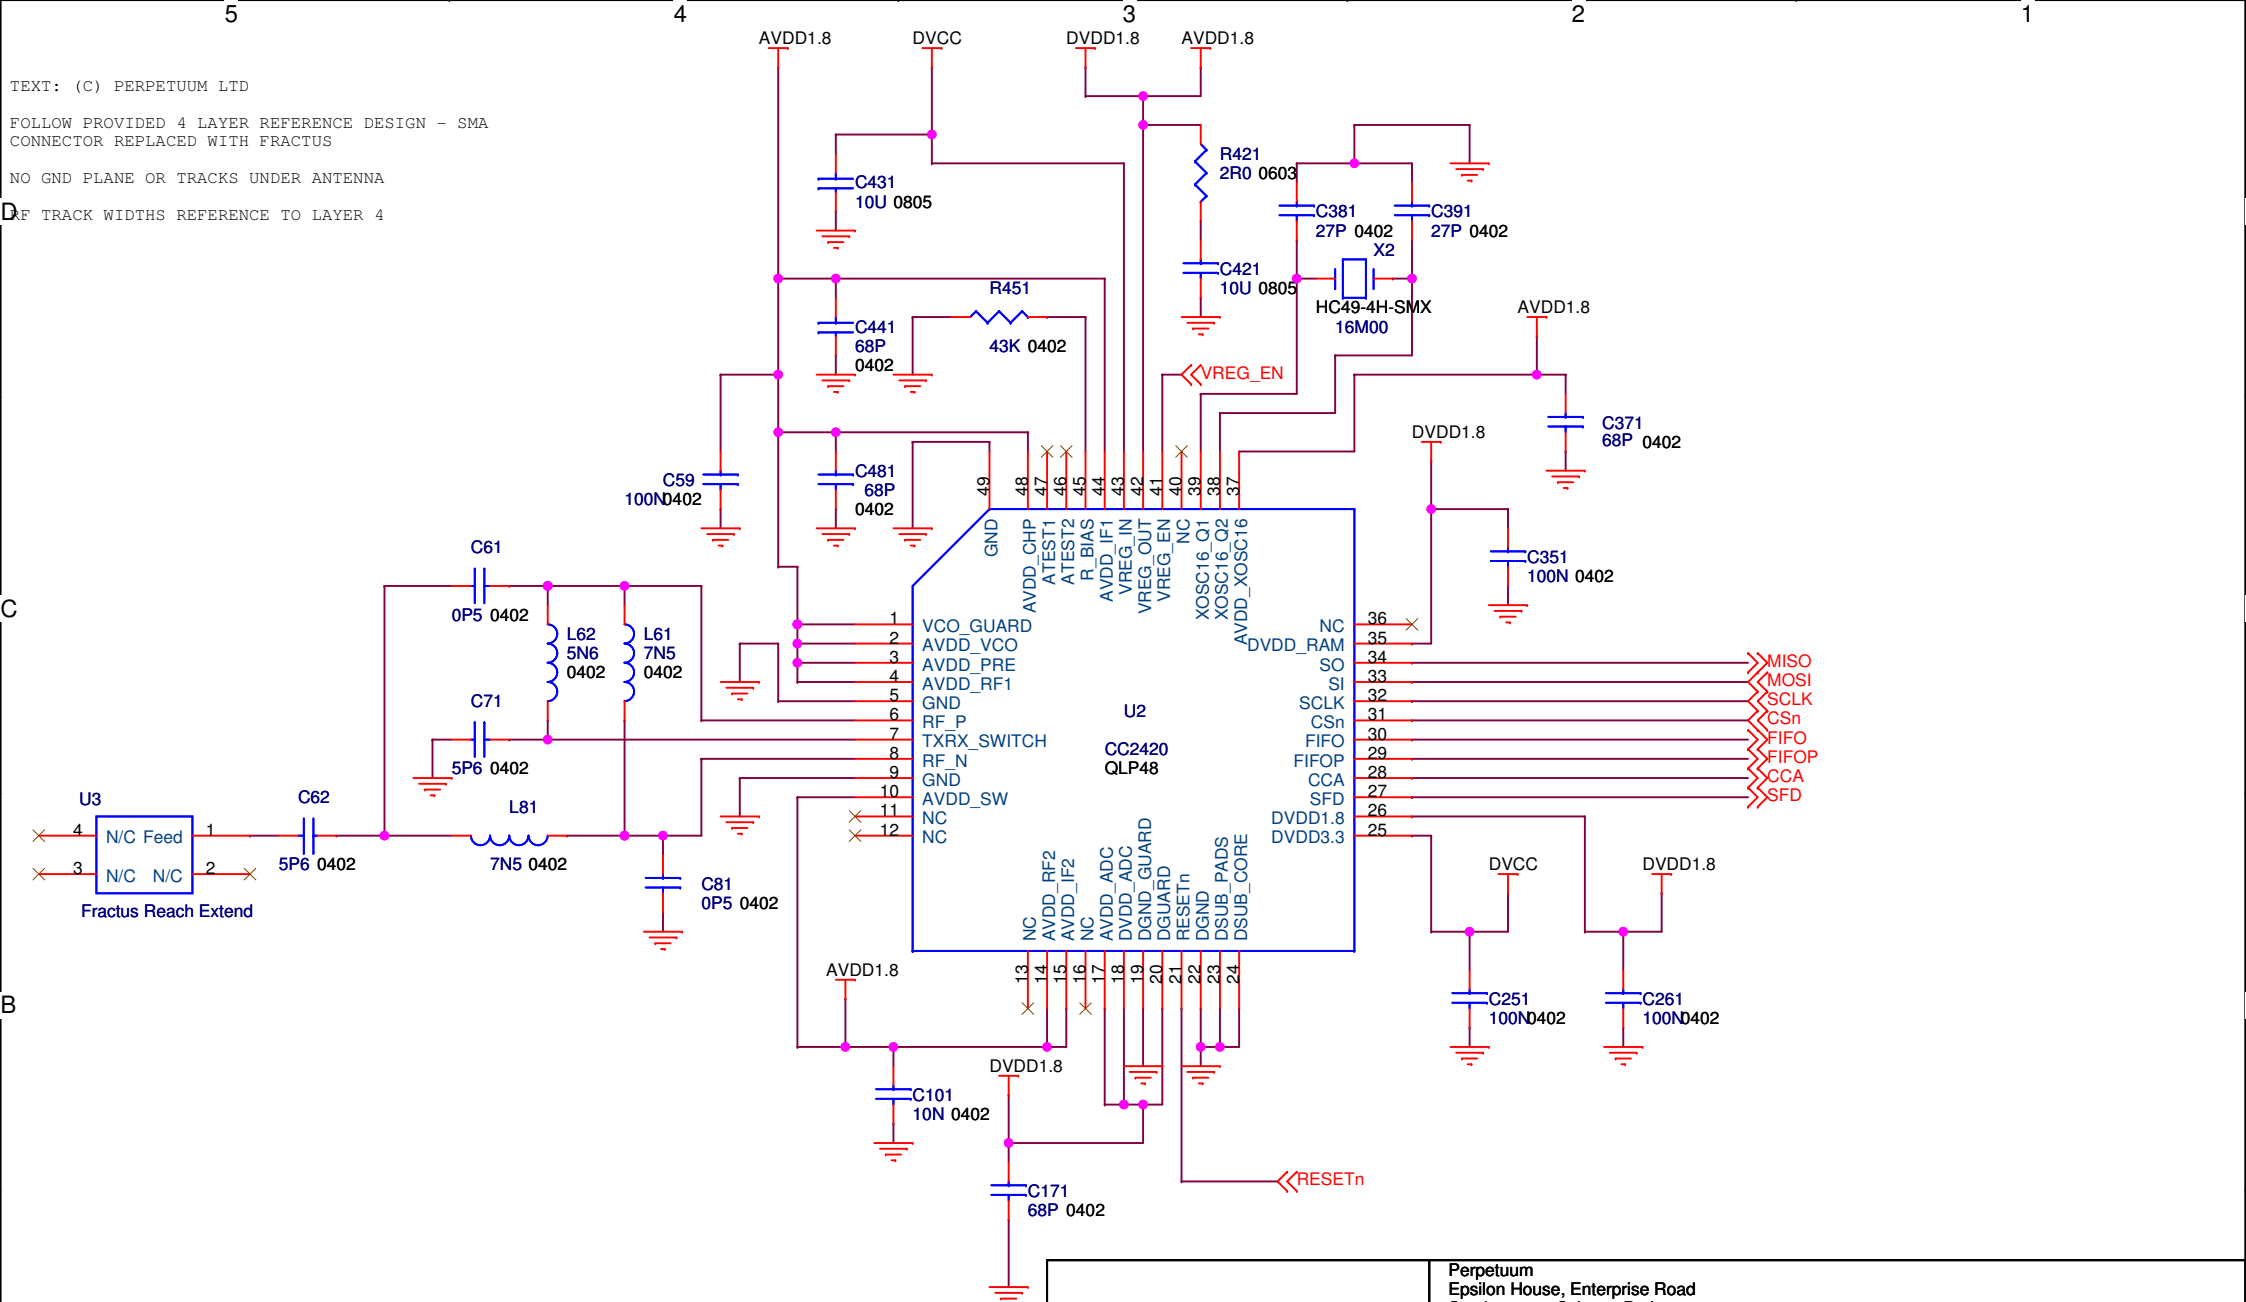 5 4 3 2 1
AVDD1.8 DVCC DVDD1.8 AVDD1.8
TEXT: (C) PERPETUUM LTD
FOLLOW PROVIDED 4 LAYER REFERENCE DESIGN - SMA
CONNECTOR REPLACED WITH FRACTUS
NO GND PLANE OR TRACKS UNDER ANTENNA
RF TRACK WIDTHS REFERENCE TO LAYER 4
D
C
B
C431
10U 0805
R421
2R0 0603
C381
27P 0402
C391
27P 0402
X2
HC49-4H-SMX
16M00
C421
10U 0805
R451
43K 0402
C441
68P
0402
VREG_EN
AVDD1.8
C371
68P 0402
DVDD1.8
C59
100N0402
C481
68P
0402
C351
100N 0402
49 48 47 46 45 44 43 42 41 40 39 38 37
GND
AVDD_CHP
ATEST1
ATEST2
R_BIAS
AVDD_IF1
VREG_IN
VREG_OUT
VREG_EN
NC
XOSC16_Q1
XOSC16_Q2
AVDD_XOSC16
C61
0P5 0402
L62
5N6
0402
L61
7N5
0402
C71
5P6 0402
1 VCO_GUARD
2 AVDD_VCO
3 AVDD_PRE
4 AVDD_RF1
5 GND
6 RF_P
7 TXRX_SWITCH
8 RF_N
9 GND
10 AVDD_SW
11 NC
12 NC
U2
CC2420
QLP48
NC 36
DVDD_RAM 35
SO 34 MISO
SI 33 MOSI
SCLK 32 SCLK
CSn 31 CSn
FIFO 30 FIFO
FIFOP 29 FIFOP
CCA 28 CCA
SFD 27 SFD
DVDD1.8 26
DVDD3.3 25
U3
4 N/C Feed 1
3 N/C N/C 2
Fractus Reach Extend
C62
5P6 0402
L81
7N5 0402
C81
0P5 0402
NC
AVDD_RF2
AVDD_IF2
NC
AVDD_ADC
DVDD_ADC
DGND_GUARD
DGUARD
RESETn
DGND
DSUB_PADS
DSUB_CORE
13 14 15 16 17 18 19 20 21 22 23 24
DVCC DVDD1.8
C251
100N0402
C261
100N0402
AVDD1.8
C101
10N 0402
DVDD1.8
C171
68P 0402
RESETn
Perpetuum
Epsilon House, Enterprise Road